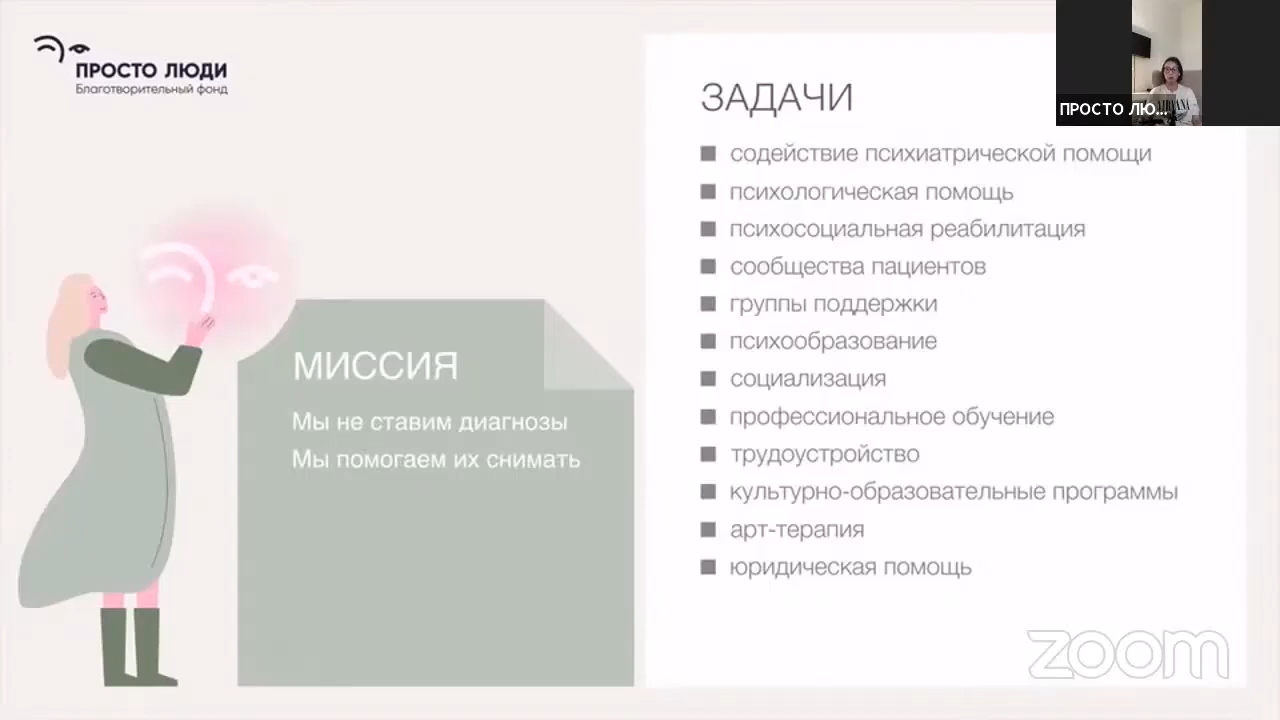 ПРОСТО ЛЮДИ
Благотворительный фонд
МИССИЯ
Мы не ставим диагнозы
Мы помогаем их снимать
ЗАДАЧИ
содействие психиатрической помощи
психологическая помощь
психосоциальная реабилитация
сообщества пациентов
группы поддержки
психообразование
социализация
профессиональное обучение
трудоустройство
культурно-образовательные программы
арт-терапия
юридическая помощь
ПРОСТО ЛЮ...
NIRVANA
zoom